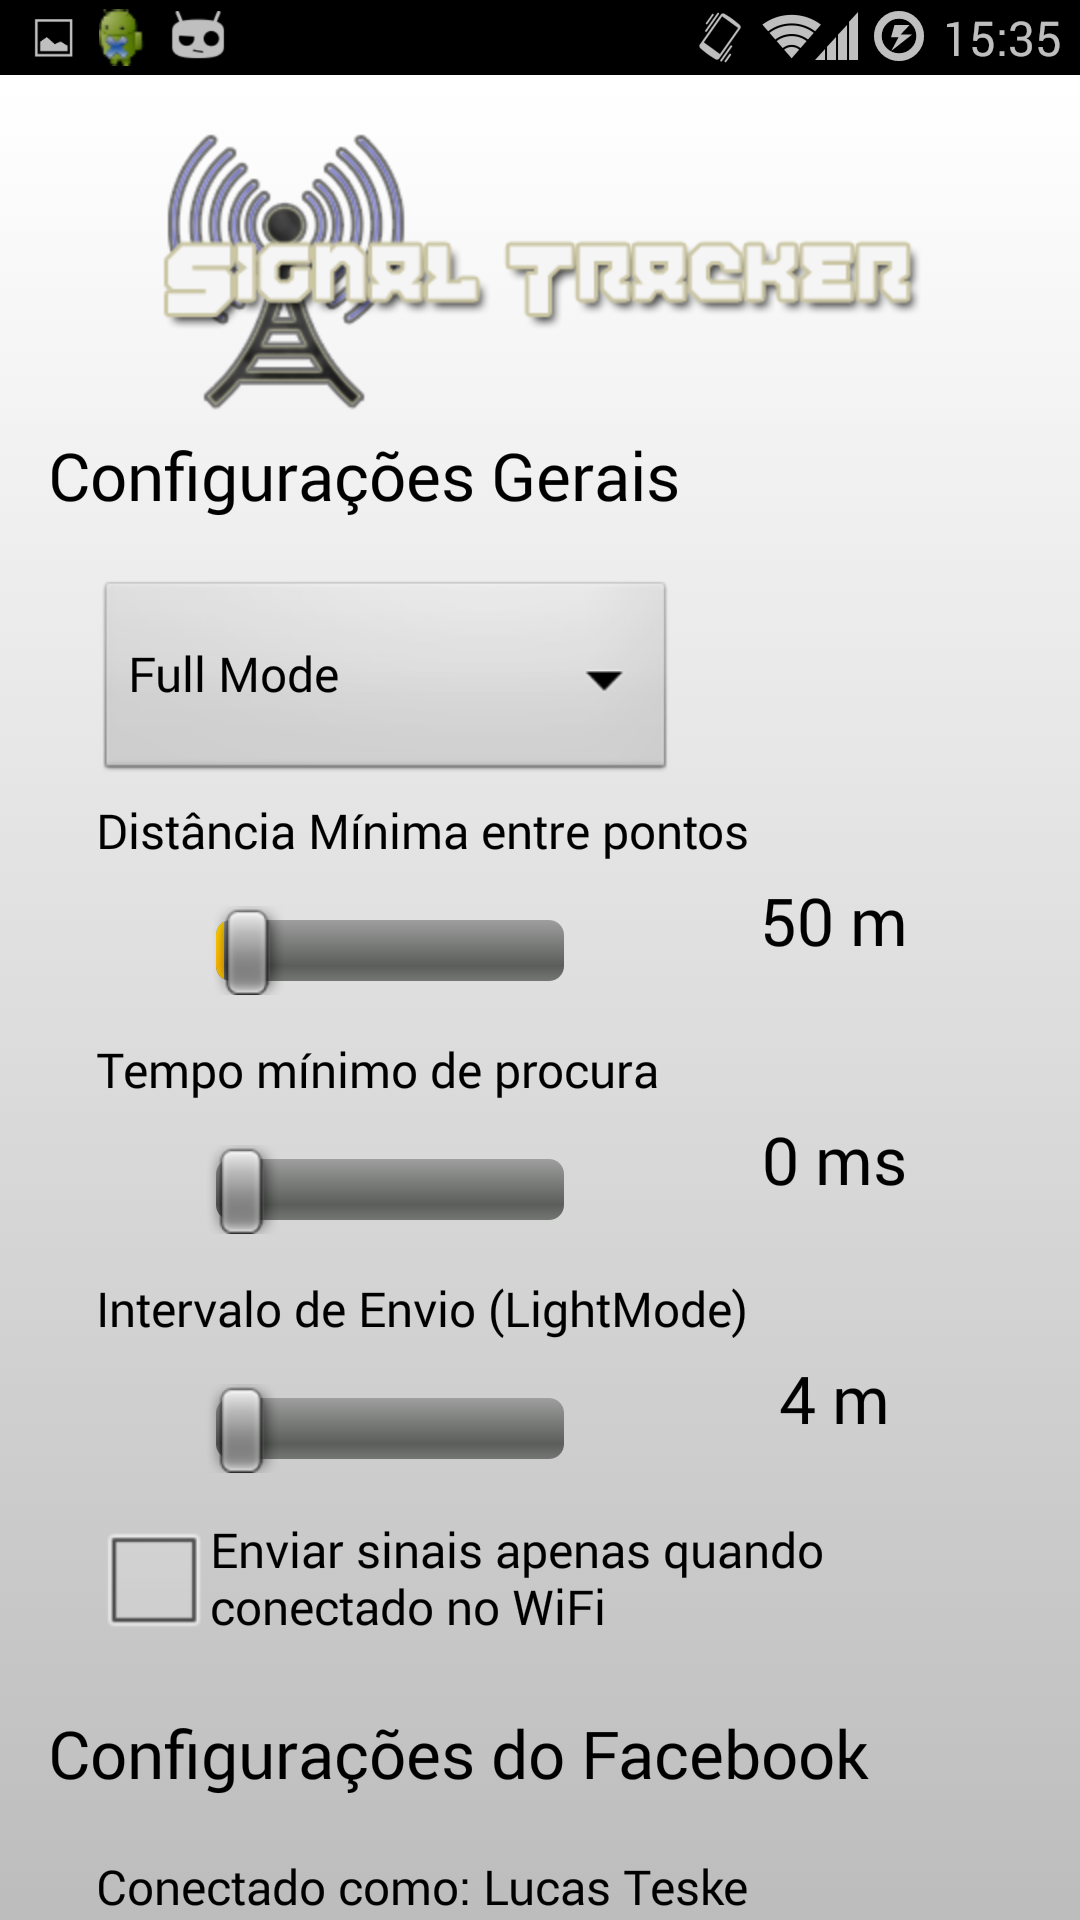 15:35
Signal Tracker
Configurações Gerais
Full Mode
Distância Mínima entre pontos
50 m
Tempo mínimo de procura
0 ms
Intervalo de Envio (LightMode)
4 m
Enviar sinais apenas quando
conectado no WiFi
Configurações do Facebook
Conectado como: Lucas Teske